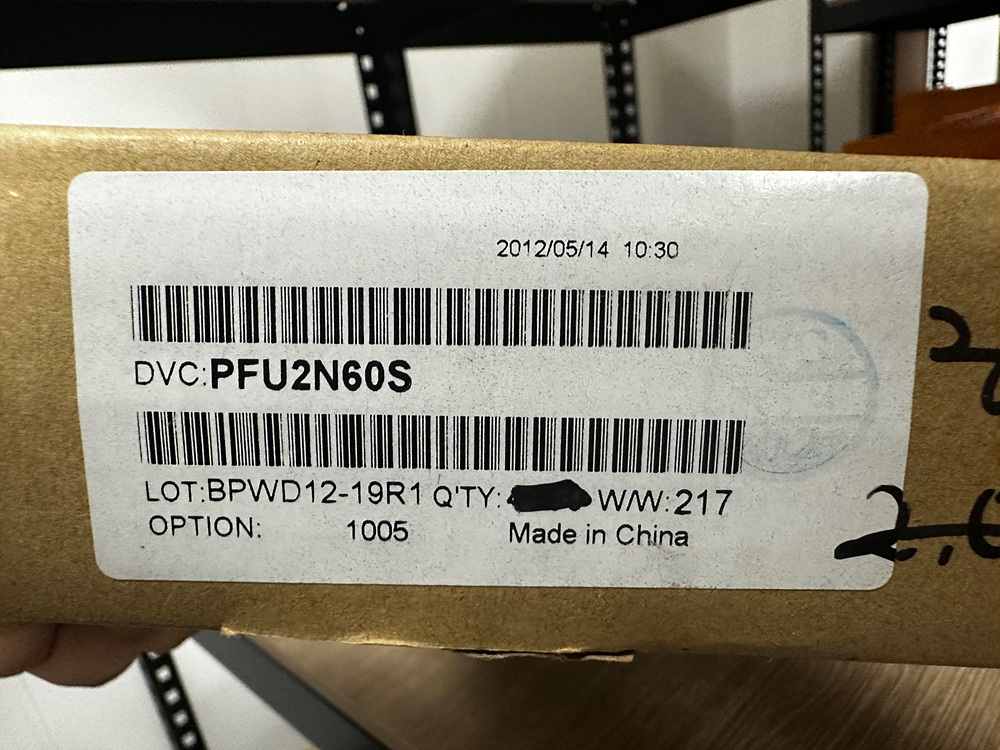 2012/05/14 10:30
DVC:PFU2N60S
LOT:BPWD12-19R1 Q'TY: W/W:217
OPTION: 1005 Made in China